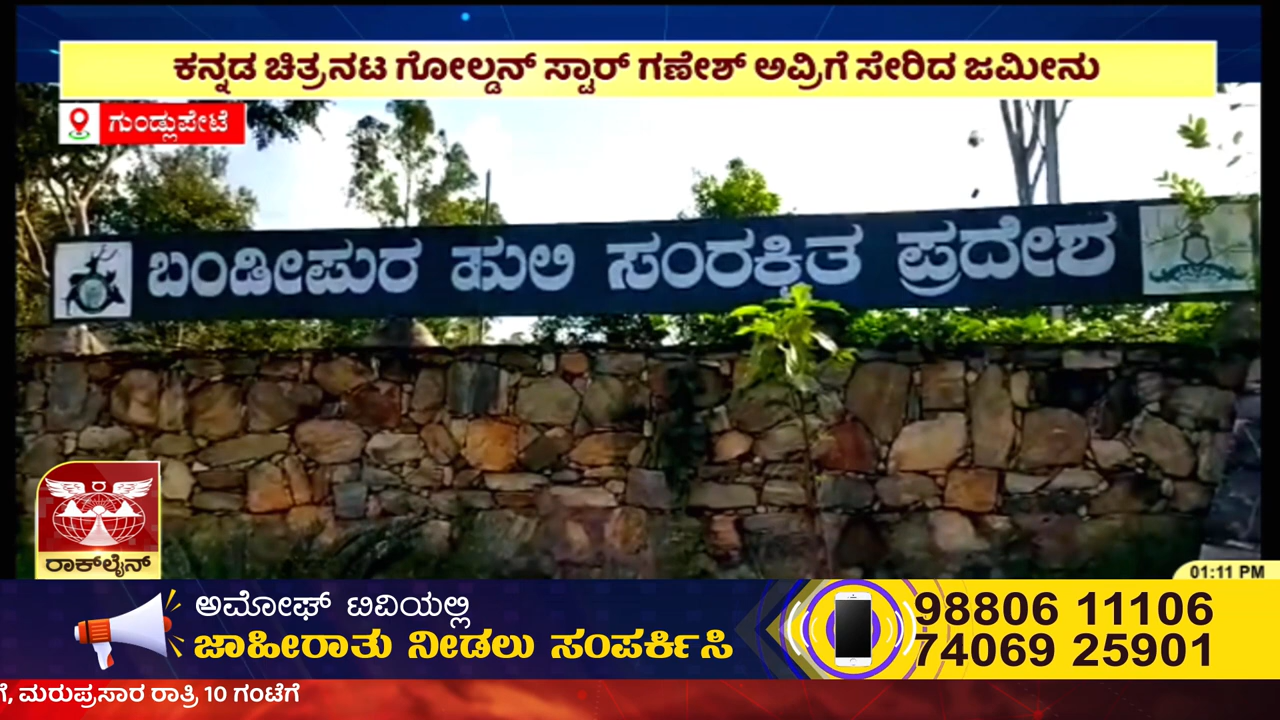 ಕನ್ನಡ ಚಿತ್ರನಟ ಗೋಲ್ಡನ್ ಸ್ಟಾರ್ ಗಣೇಶ್ ಅವ್ರಿಗೆ ಸೇರಿದ ಜಮೀನು
ಗುಂಡ್ಲುಪೇಟೆ
ಬಂಡೀಪುರ ಹುಲಿ ಸಂರಕ್ಷಿತ ಪ್ರದೇಶ
ರಾಕ್‌ಲೈನ್
01:11 PM
ಅಮೋಘ್ ಟಿವಿಯಲ್ಲಿ
ಜಾಹೀರಾತು ನೀಡಲು ಸಂಪರ್ಕಿಸಿ
98806 11106
74069 25901
ಗೆ, ಮರುಪ್ರಸಾರ ರಾತ್ರಿ 10 ಗಂಟೆಗೆ